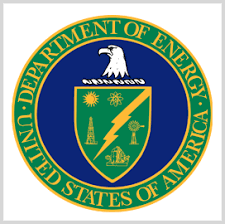 · DEPARTMENT OF ENERGY ·
UNITED STATES OF AMERICA